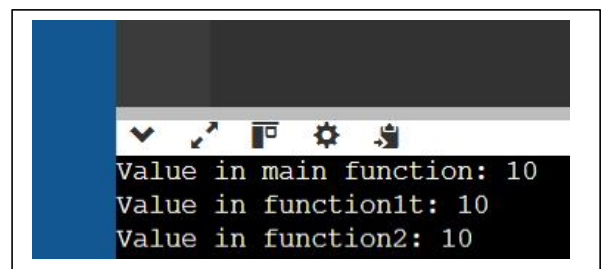 Value in main function: 10
Value in function1t: 10
Value in function2: 10